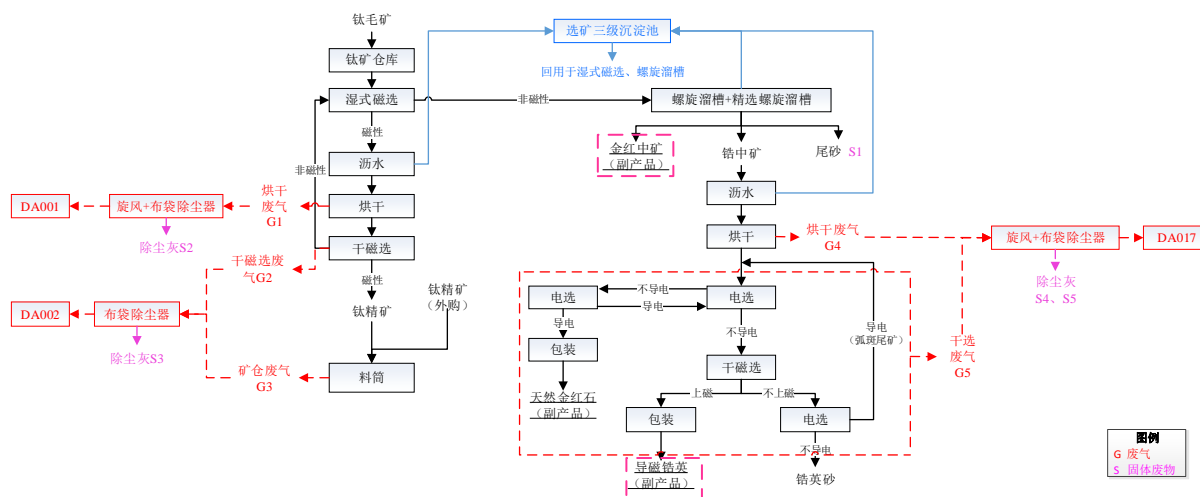 钛毛矿
选矿三级沉淀池
钛矿仓库
回用于湿式磁选、螺旋溜槽
湿式磁选
非磁性
螺旋溜槽+精选螺旋溜槽
磁性
金红中矿
(副产品)
锆中矿
尾砂 S1
非磁性
沥水
沥水
DA001
旋风+布袋除尘器
烘干
废气
G1
烘干
除尘灰S2
烘干
烘干废气
G4
旋风+布袋除尘器
DA017
干磁选
干磁选废
气G2
除尘灰
S4、S5
磁性
钛精矿
钛精矿
(外购)
电选
不导电
导电
电选
DA002
布袋除尘器
导电
不导电
导电
(弧斑尾矿)
干选
废气
G5
除尘灰S3
包装
矿仓废气
G3
料筒
干磁选
天然金红石
(副产品)
上磁
不上磁
包装
电选
不导电
导磁锆英
(副产品)
锆英砂
图例
G 废气
S 固体废物